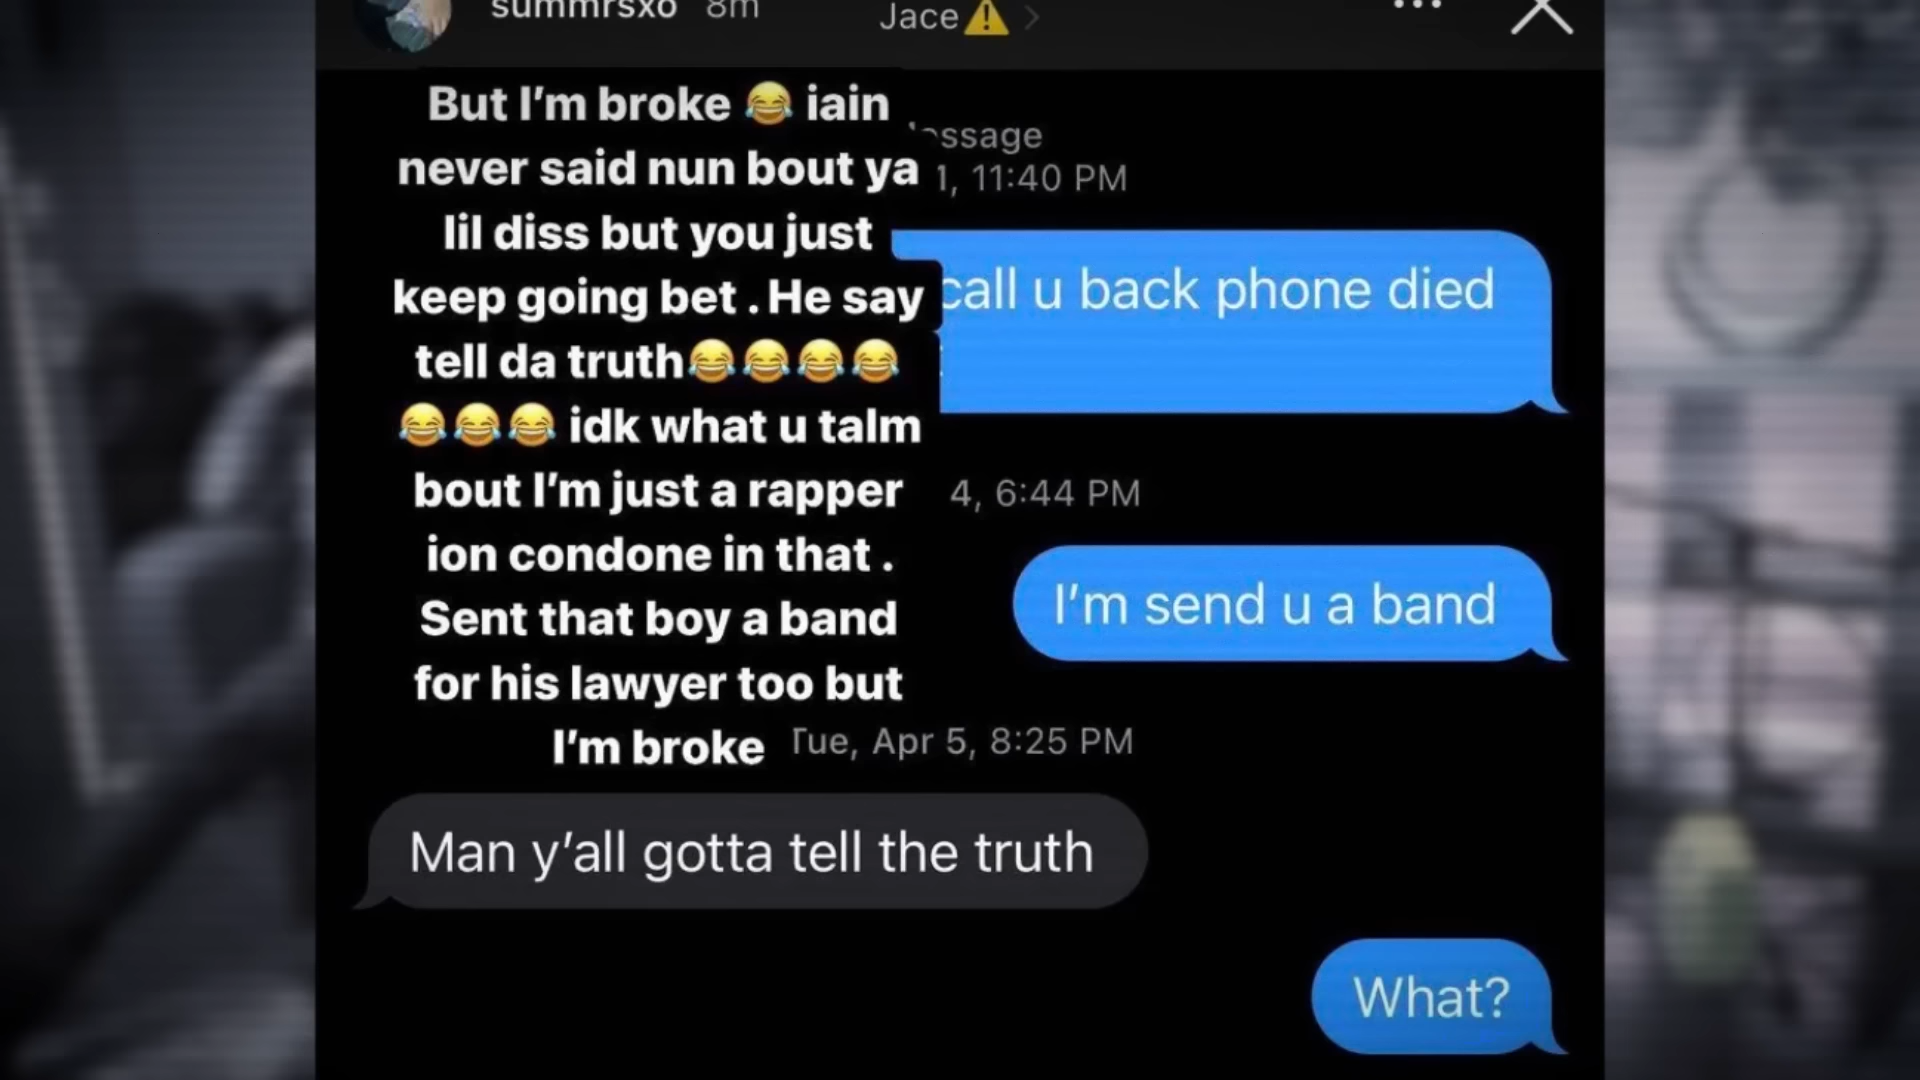 summrsxo 8m
Jace⚠️ >
But I'm broke 😂 iain
never said nun bout ya
lil diss but you just
keep going bet . He say
tell da truth😂😂😂😂
😂😂😂 idk what u talm
bout I'm just a rapper
ion condone in that .
Sent that boy a band
for his lawyer too but
I'm broke
11:40 PM
call u back phone died
4, 6:44 PM
I'm send u a band
Tue, Apr 5, 8:25 PM
Man y'all gotta tell the truth
What?